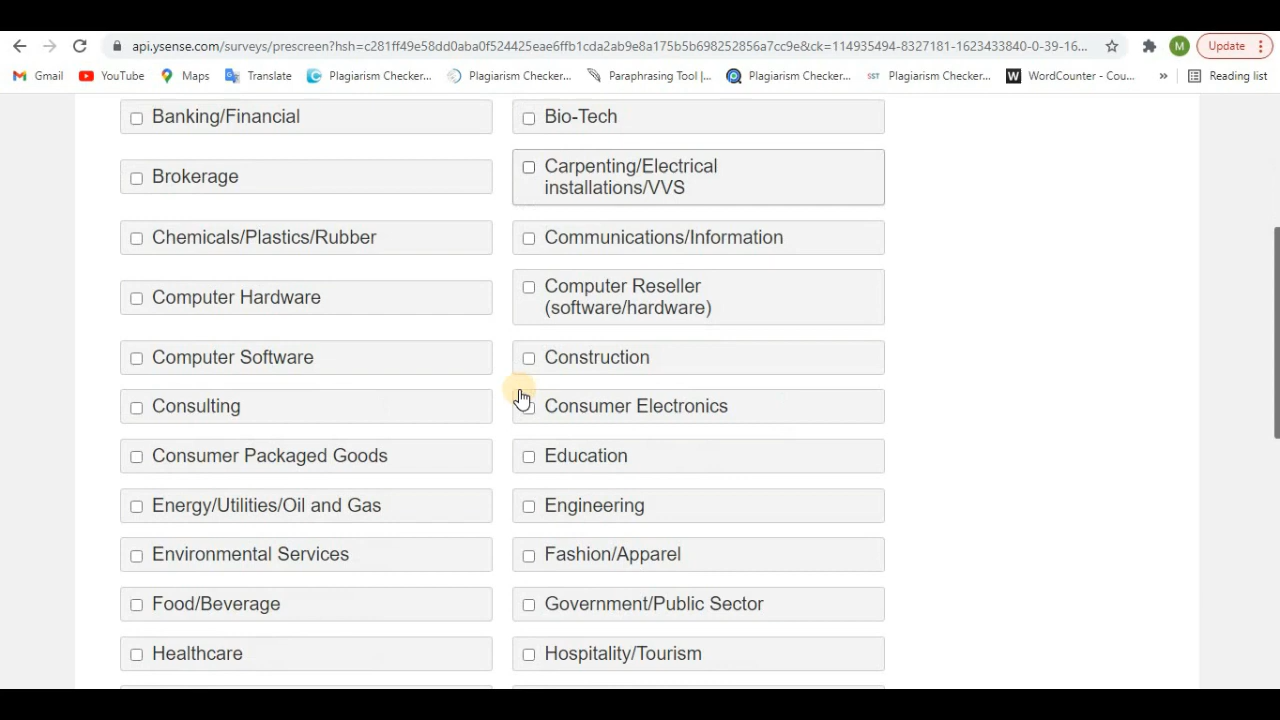 api.ysense.com/surveys/prescreen?hsh=c281ff49e58dd0aba0f524425eae6ffb1cda2ab9e8a175b5b698252856a7cc9e&ck=114935494-8327181-1623433840-0-39-16...
M
Update
Gmail
YouTube
Maps
Translate
Plagiarism Checker...
Plagiarism Checker...
Paraphrasing Tool |...
Plagiarism Checker...
SST Plagiarism Checker...
W WordCounter - Cou...
»
Reading list
Banking/Financial
Bio-Tech
Brokerage
Carpenting/Electrical
installations/VVS
Chemicals/Plastics/Rubber
Communications/Information
Computer Hardware
Computer Reseller
(software/hardware)
Computer Software
Construction
Consulting
Consumer Electronics
Consumer Packaged Goods
Education
Energy/Utilities/Oil and Gas
Engineering
Environmental Services
Fashion/Apparel
Food/Beverage
Government/Public Sector
Healthcare
Hospitality/Tourism